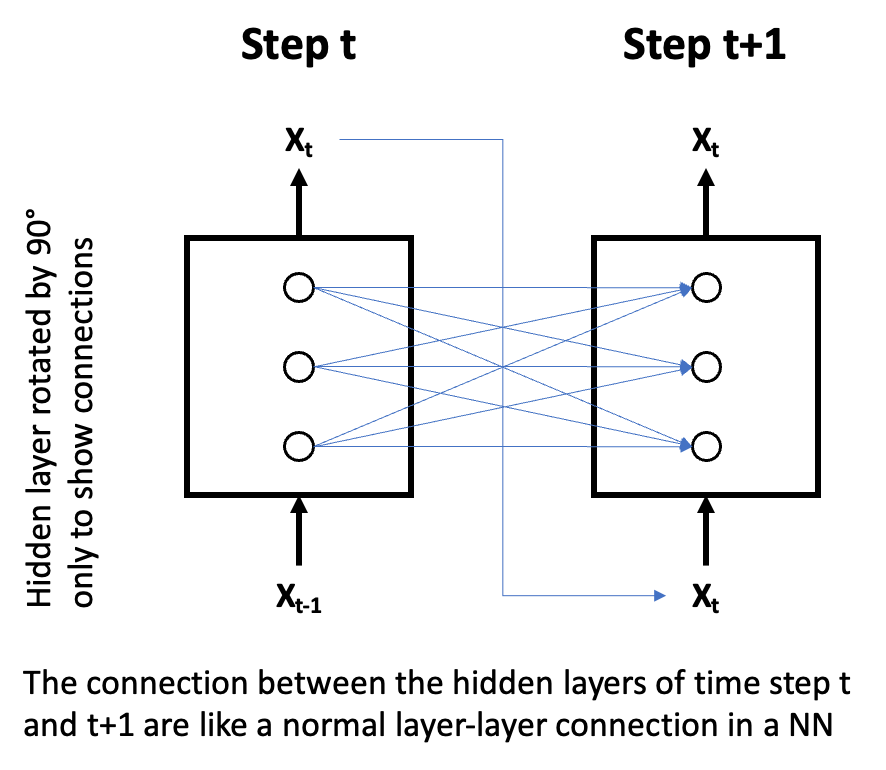 Step t
Step t+1
Xt
Xt
Hidden layer rotated by 90°
only to show connections
Xt-1
Xt
The connection between the hidden layers of time step t
and t+1 are like a normal layer-layer connection in a NN